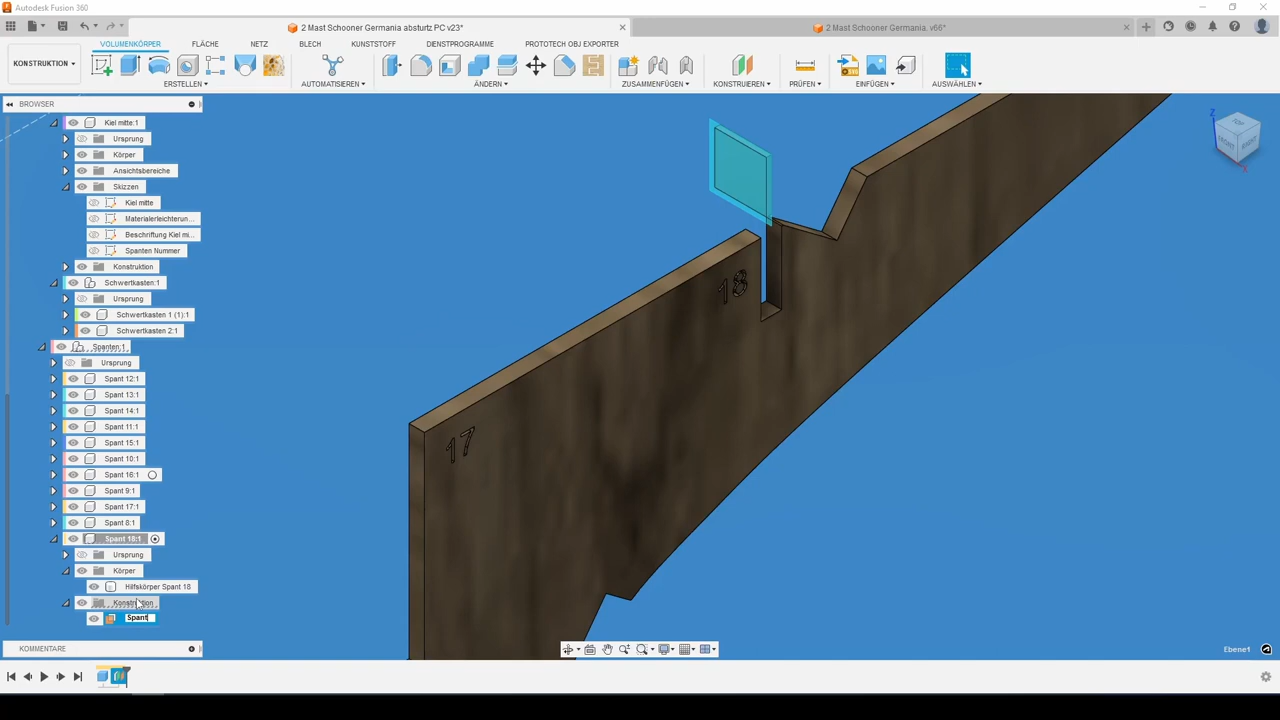 Autodesk Fusion 360
2 Mast Schooner Germania absturtz PC v23*
2 Mast Schooner Germania. v66*
VOLUMENKÖRPER FLÄCHE NETZ BLECH KUNSTSTOFF DIENSTPROGRAMME PROTOTECH OBJ EXPORTER
KONSTRUKTION
ERSTELLEN AUTOMATISIEREN ÄNDERN ZUSAMMENFÜGEN KONSTRUIEREN PRÜFEN EINFÜGEN AUSWÄHLEN
BROWSER
Kiel mitte:1
Ursprung
Körper
Ansichtsbereiche
Skizzen
Kiel mitte
Materialerleichterun ...
Beschriftung Kiel mi...
Spanten Nummer
Konstruktion
Schwertkasten:1
Ursprung
Schwertkasten 1 (1):1
Schwertkasten 2:1
Spanten:1
Ursprung
Spant 12:1
Spant 13:1
Spant 14:1
Spant 11:1
Spant 15:1
Spant 10:1
Spant 16:1
Spant 9:1
Spant 17:1
Spant 8:1
Spant 18:1
Ursprung
Körper
Hilfskörper Spant 18
Konstruktion
Spant
18
17
Z
X
TOP
FRONT
RIGHT
KOMMENTARE
Ebene1